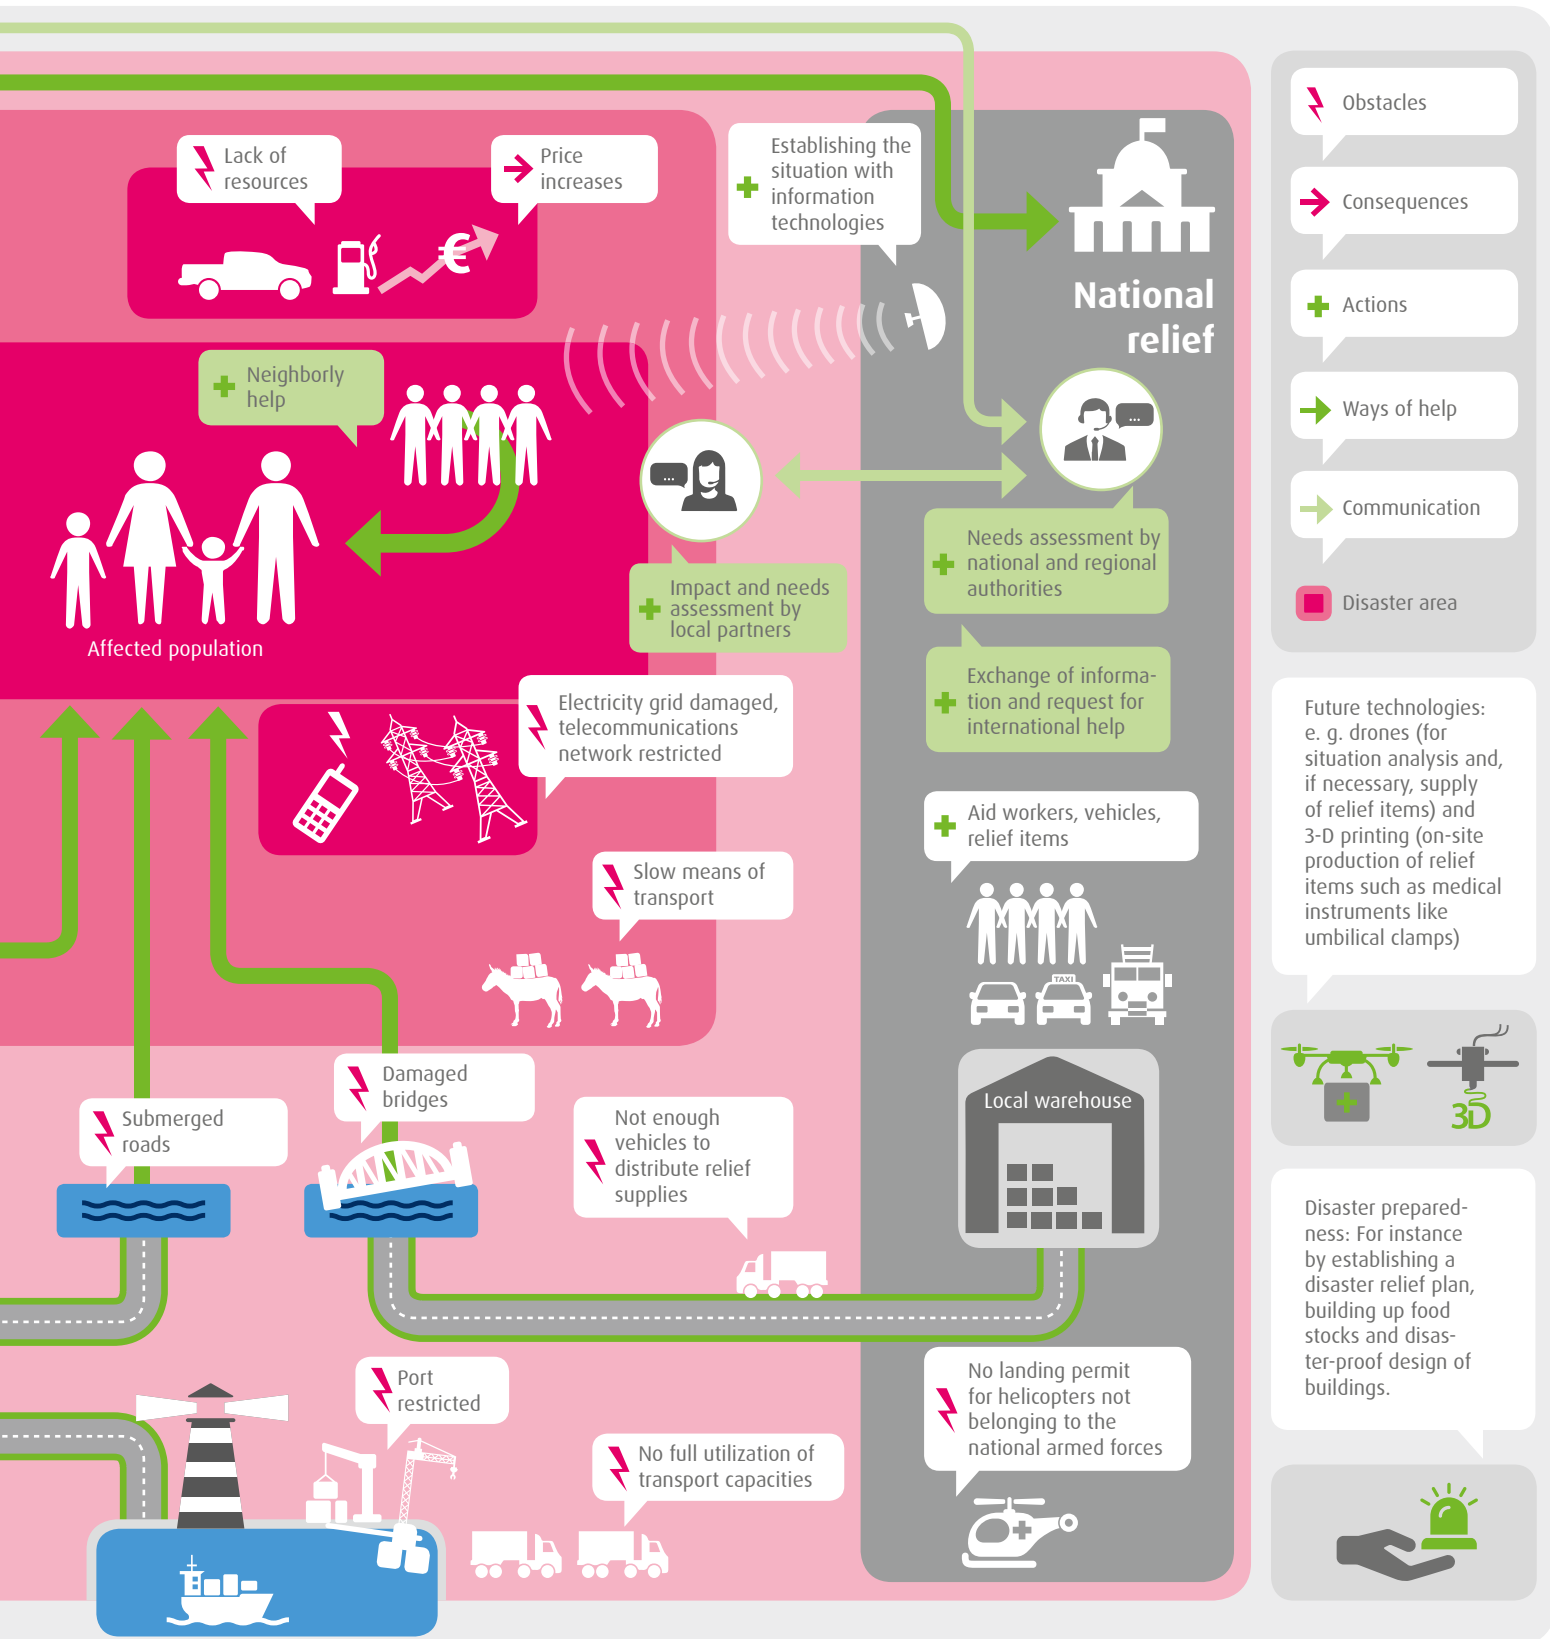 Lack of
resources
Price
increases
Establishing the
situation with
information
technologies
€
National
relief
Neighborly
help
...
...
Affected population
Impact and needs
assessment by
local partners
Needs assessment by
national and regional
authorities
Exchange of informa-
tion and request for
international help
Electricity grid damaged,
telecommunications
network restricted
Aid workers, vehicles,
relief items
Slow means of
transport
TAXI
Damaged
bridges
Submerged
roads
Not enough
vehicles to
distribute relief
supplies
Local warehouse
Port
restricted
No full utilization of
transport capacities
No landing permit
for helicopters not
belonging to the
national armed forces
Obstacles
Consequences
Actions
Ways of help
Communication
Disaster area
Future technologies:
e. g. drones (for
situation analysis and,
if necessary, supply
of relief items) and
3-D printing (on-site
production of relief
items such as medical
instruments like
umbilical clamps)
3D
Disaster prepared-
ness: For instance
by establishing a
disaster relief plan,
building up food
stocks and disas-
ter-proof design of
buildings.